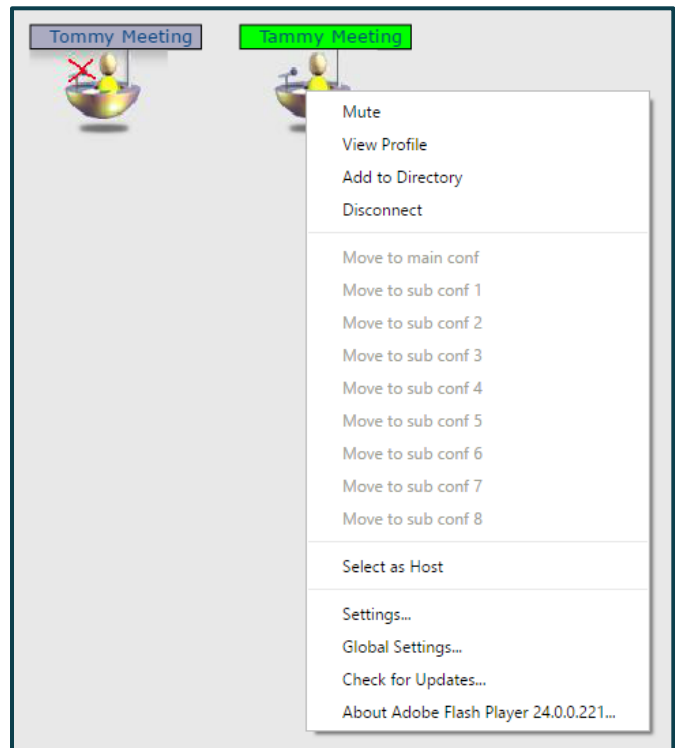 Tommy Meeting
Tammy Meeting
Mute
View Profile
Add to Directory
Disconnect
Move to main conf
Move to sub conf 1
Move to sub conf 2
Move to sub conf 3
Move to sub conf 4
Move to sub conf 5
Move to sub conf 6
Move to sub conf 7
Move to sub conf 8
Select as Host
Settings...
Global Settings...
Check for Updates...
About Adobe Flash Player 24.0.0.221...